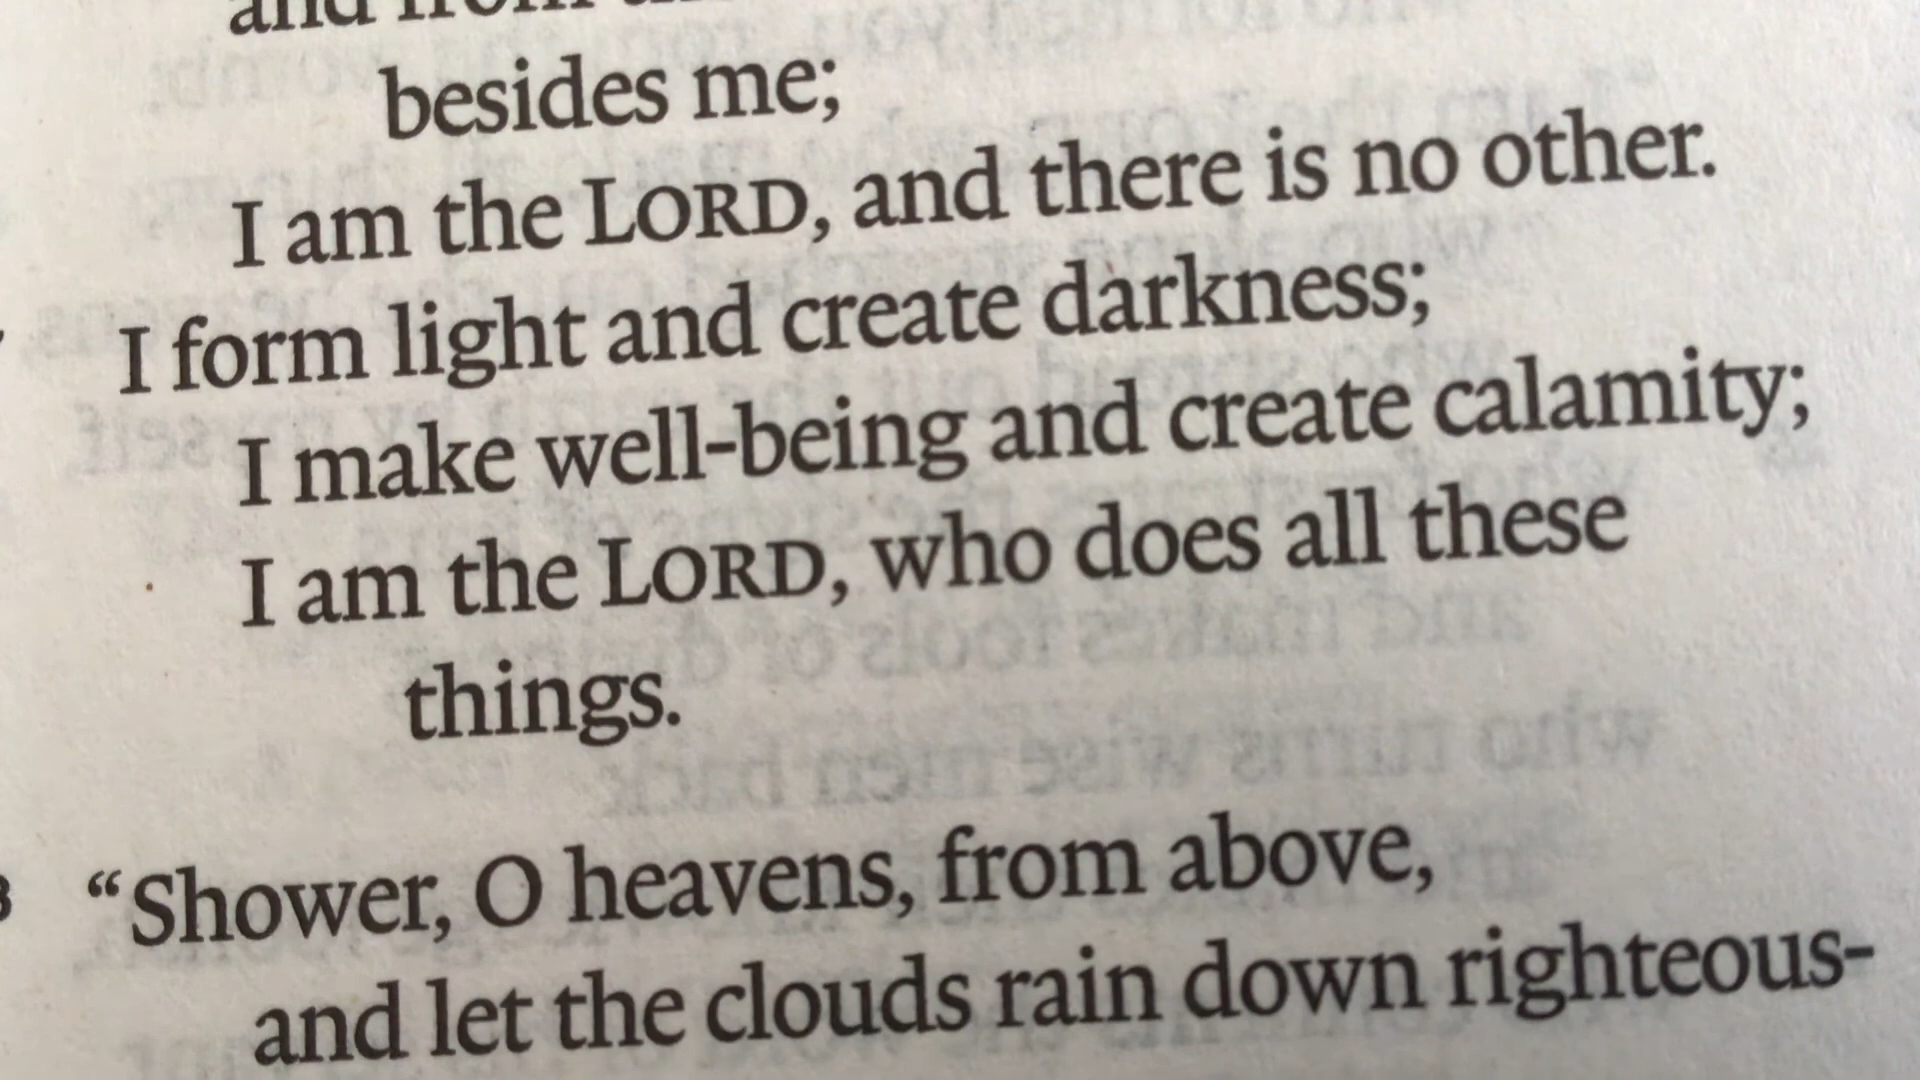 and from
besides me;
I am the LORD, and there is no other.
I form light and create darkness;
I make well-being and create calamity;
I am the LORD, who does all these
things.
“Shower, O heavens, from above,
and let the clouds rain down righteous-